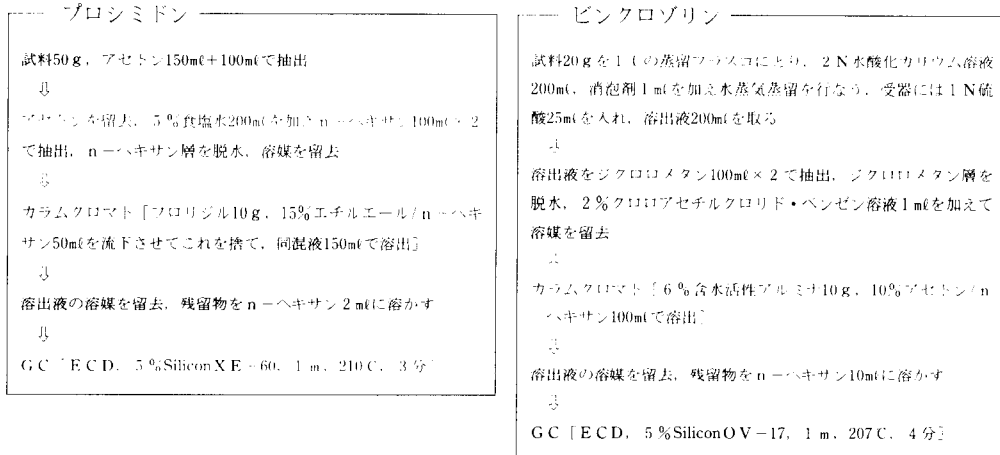 プロシミドン
試料50g，アセトン150mℓ+100mℓで抽出
⇩
アセトンを留去，5%食塩水200mℓを加えn-ヘキサン100mℓ×2
で抽出，n-ヘキサン層を脱水，溶媒を留去
⇩
カラムクロマト［フロリジル10g，15%エチルエール/n-ヘキ
サン50mℓを流下させてこれを捨て，同混液150mℓで溶出］
⇩
溶出液の溶媒を留去，残留物をn-ヘキサン2mℓに溶かす
⇩
GC［ECD，5%SiliconXE-60，1m，210C，3分］
ビンクロゾリン
試料20gを1ℓの蒸留フラスコにとり，2N水酸化カリウム溶液
200mℓ，消泡剤1mℓを加え水蒸気蒸留を行なう，受器には1N硫
酸25mℓを入れ，溶出液200mℓを取る
⇩
溶出液をジクロロメタン100mℓ×2で抽出，ジクロロメタン層を
脱水，2%クロロアセチルクロリド・ベンゼン溶液1mℓを加えて
溶媒を留去
⇩
カラムクロマト［6%含水活性アルミナ10g，10%アセトン/n
-ヘキサン100mℓで溶出］
⇩
溶出液の溶媒を留去，残留物をn-ヘキサン10mℓに溶かす
⇩
GC［ECD，5%SiliconOV-17，1m，207C，4分］